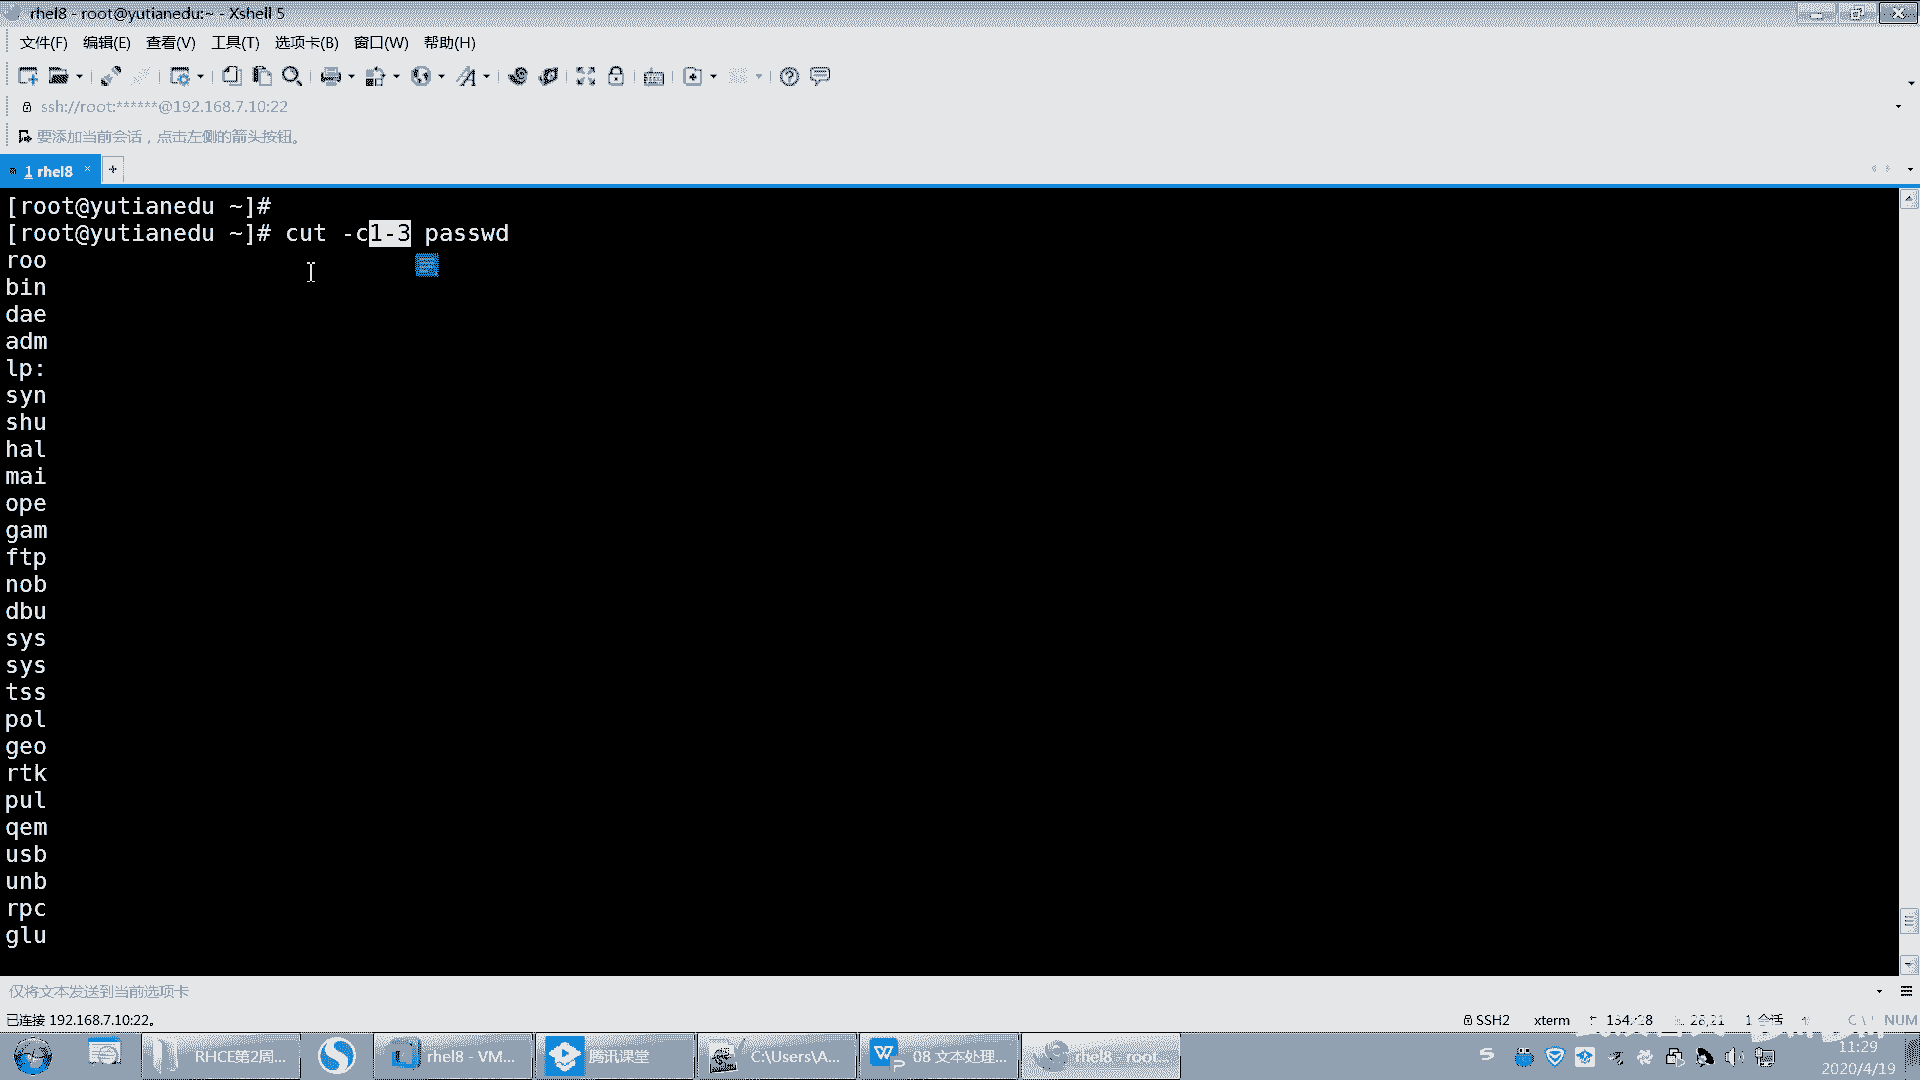 rhel8 - root@yutianedu:~ - Xshell 5
文件(F) 编辑(E) 查看(V) 工具(T) 选项卡(B) 窗口(W) 帮助(H)
ssh://root:******@192.168.7.10:22
要添加当前会话，点击左侧的箭头按钮。
1 rhel8
[root@yutianedu ~]#
[root@yutianedu ~]# cut -c1-3 passwd
roo
bin
dae
adm
lp:
syn
shu
hal
mai
ope
gam
ftp
nob
dbu
sys
sys
tss
pol
geo
rtk
pul
qem
usb
unb
rpc
glu
仅将文本发送到当前选项卡
已连接 192.168.7.10:22。
SSH2 xterm 28,21 1 会话 NUM
RHCE第2周... rhel8 - VM... 腾讯课堂 C:\Users\A... 08 文本处理... rhel8 - root...
11:29
2020/4/19